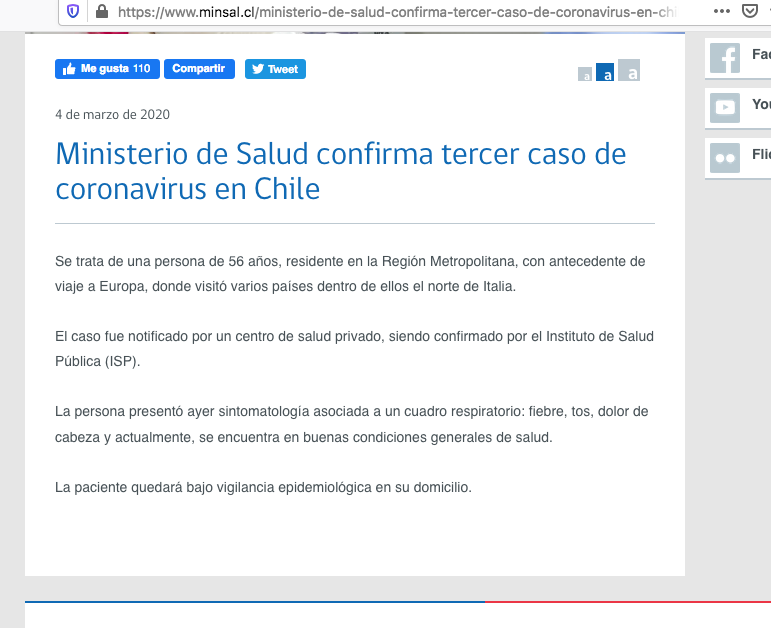 https://www.minsal.cl/ministerio-de-salud-confirma-tercer-caso-de-coronavirus-en-chi
Me gusta 110
Compartir
Tweet
a a a
4 de marzo de 2020
Ministerio de Salud confirma tercer caso de
coronavirus en Chile
Se trata de una persona de 56 años, residente en la Región Metropolitana, con antecedente de
viaje a Europa, donde visitó varios países dentro de ellos el norte de Italia.
El caso fue notificado por un centro de salud privado, siendo confirmado por el Instituto de Salud
Pública (ISP).
La persona presentó ayer sintomatología asociada a un cuadro respiratorio: fiebre, tos, dolor de
cabeza y actualmente, se encuentra en buenas condiciones generales de salud.
La paciente quedará bajo vigilancia epidemiológica en su domicilio.
Fac
You
Flic